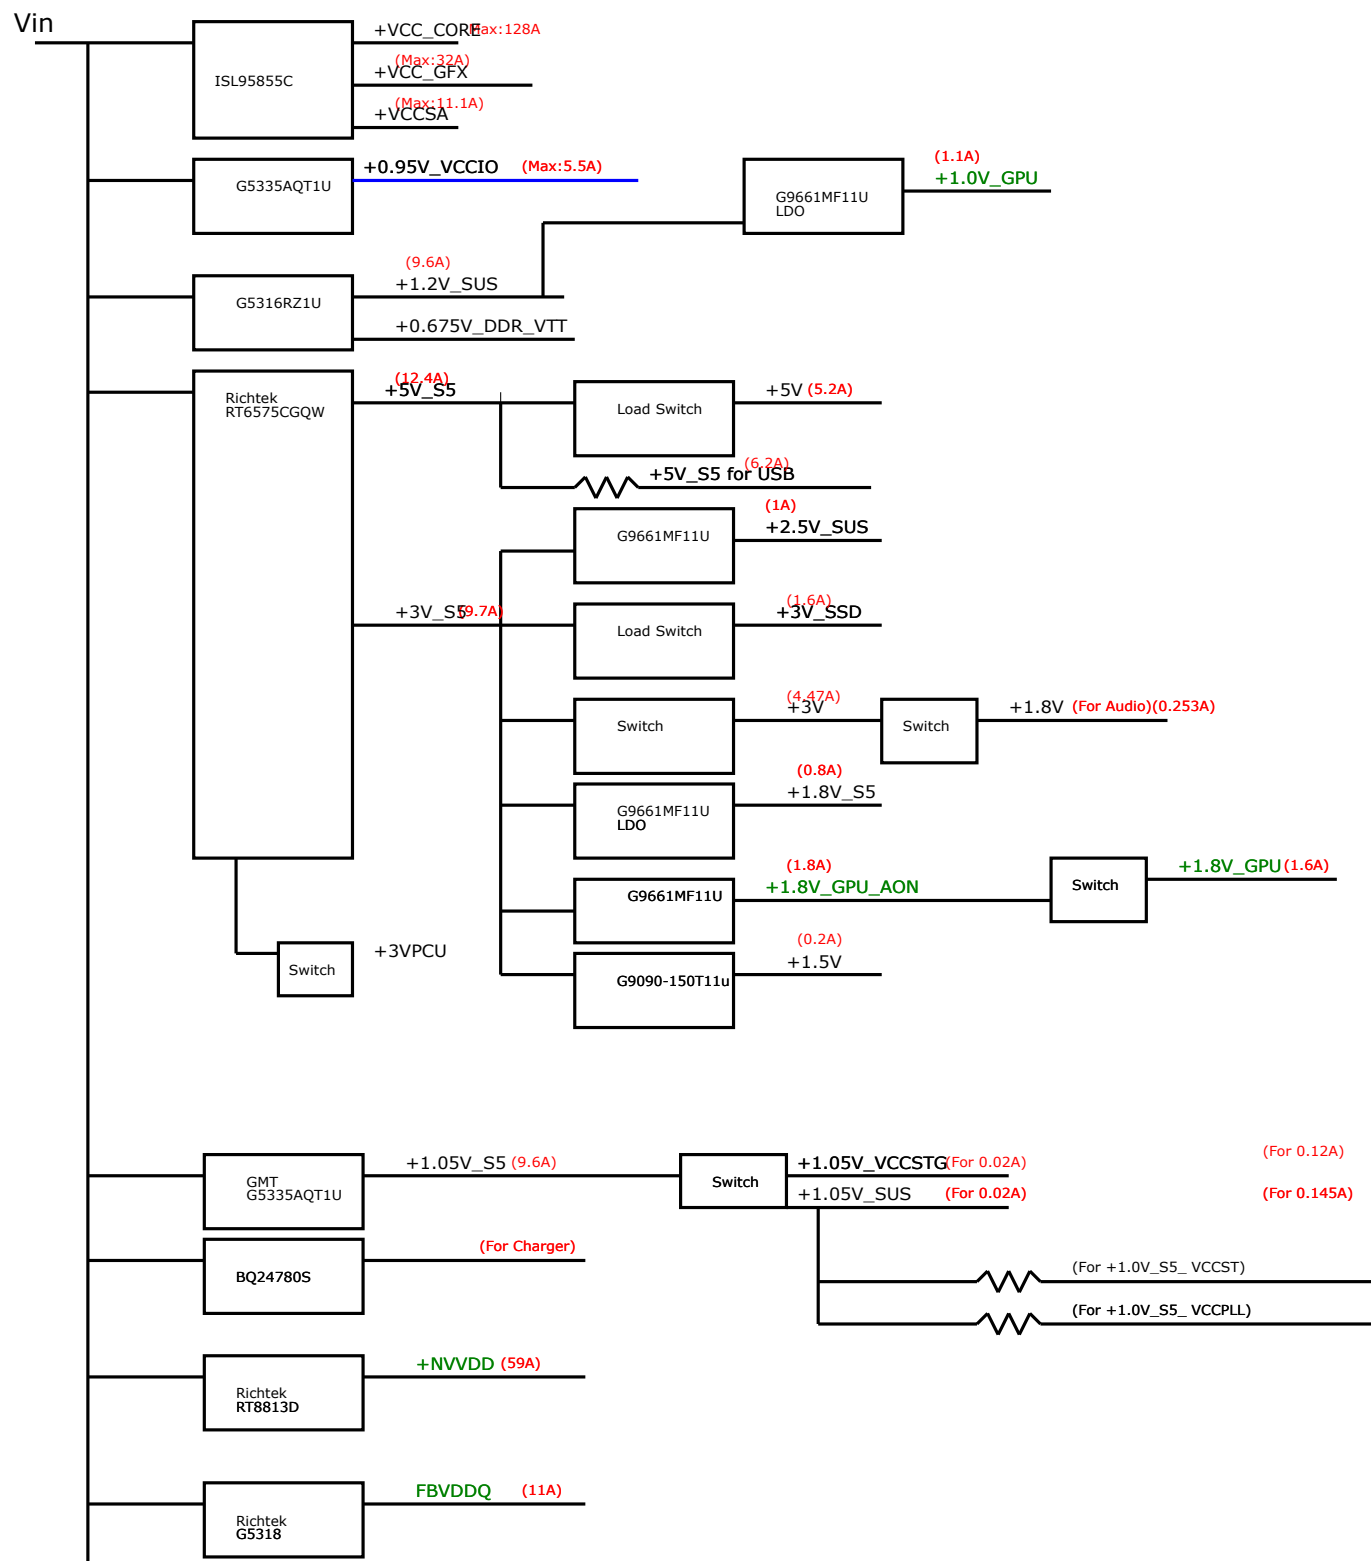 Vin
+VCC_CORE Max:128A
(Max:32A)
+VCC_GFX
ISL95855C
(Max:11.1A)
+VCCSA
+0.95V_VCCIO (Max:5.5A)
G5335AQT1U
(1.1A)
+1.0V_GPU
G9661MF11U
LDO
(9.6A)
+1.2V_SUS
G5316RZ1U
+0.675V_DDR_VTT
(12.4A)
+5V_S5
Richtek
RT6575CGQW
Load Switch
+5V (5.2A)
(6.2A)
+5V_S5 for USB
(1A)
+2.5V_SUS
G9661MF11U
+3V_S5 (9.7A)
(1.6A)
+3V_SSD
Load Switch
(4.47A)
+3V
Switch
Switch
+1.8V (For Audio)(0.253A)
(0.8A)
+1.8V_S5
G9661MF11U
LDO
(1.8A)
+1.8V_GPU_AON
G9661MF11U
Switch
+1.8V_GPU (1.6A)
+3VPCU
Switch
(0.2A)
+1.5V
G9090-150T11u
+1.05V_S5 (9.6A)
GMT
G5335AQT1U
Switch
+1.05V_VCCSTG (For 0.02A)
(For 0.12A)
+1.05V_SUS (For 0.02A)
(For 0.145A)
(For Charger)
BQ24780S
(For +1.0V_S5_ VCCST)
(For +1.0V_S5_ VCCPLL)
+NVVDD (59A)
Richtek
RT8813D
FBVDDQ (11A)
Richtek
G5318